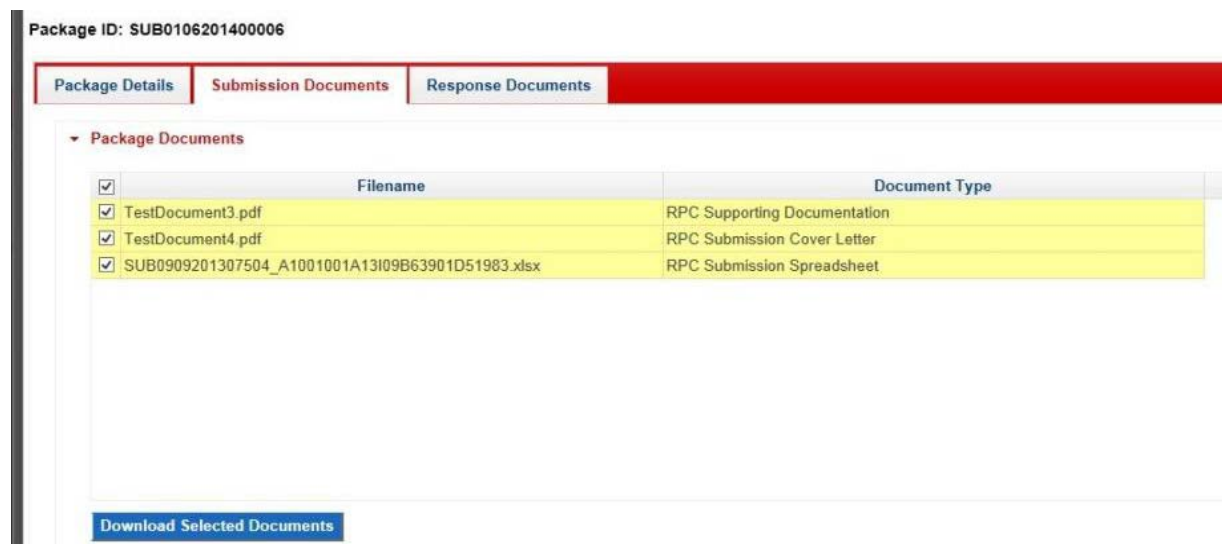 Package ID: SUB0106201400006
Package Details Submission Documents Response Documents
Package Documents
Filename Document Type
TestDocument3.pdf RPC Supporting Documentation
TestDocument4.pdf RPC Submission Cover Letter
SUB0909201307504_A1001001A13I09B63901D51983.xlsx RPC Submission Spreadsheet
Download Selected Documents